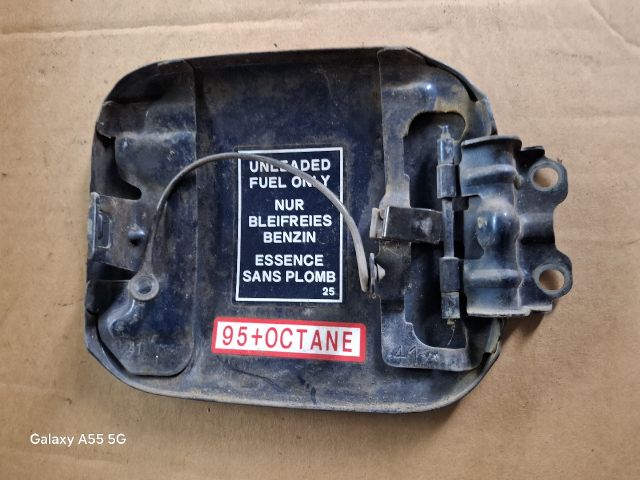 UNLEADED
FUEL ONLY
NUR
BLEIFREIES
BENZIN
ESSENCE
SANS PLOMB
25
95+OCTANE
Galaxy A55 5G